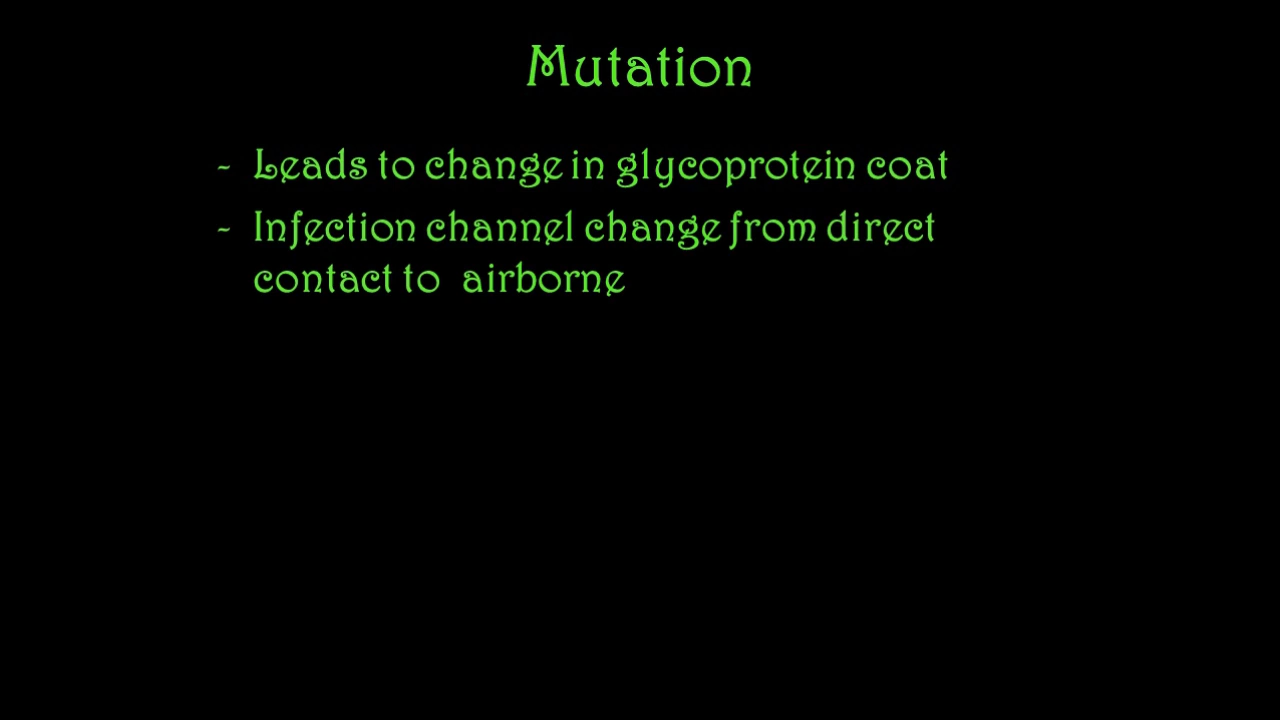 Mutation
- Leads to change in glycoprotein coat
- Infection channel change from direct
contact to airborne